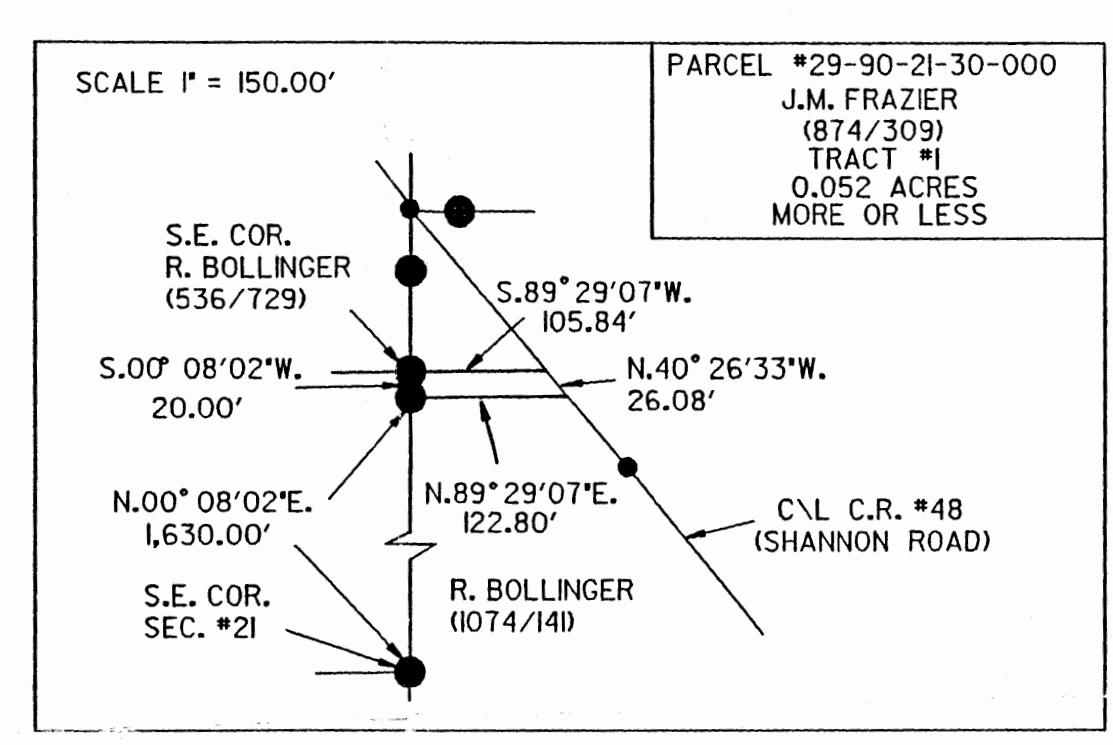 SCALE 1" = 150.00'
PARCEL #29-90-21-30-000
J.M. FRAZIER
(874/309)
TRACT #1
0.052 ACRES
MORE OR LESS
S.E. COR.
R. BOLLINGER
(536/729)
S.89° 29'07"W.
105.84'
S.00° 08'02"W.
20.00'
N.40° 26'33"W.
26.08'
N.00° 08'02"E.
1,630.00'
N.89° 29'07"E.
122.80'
C\L C.R. #48
(SHANNON ROAD)
S.E. COR.
SEC. #21
R. BOLLINGER
(1074/141)